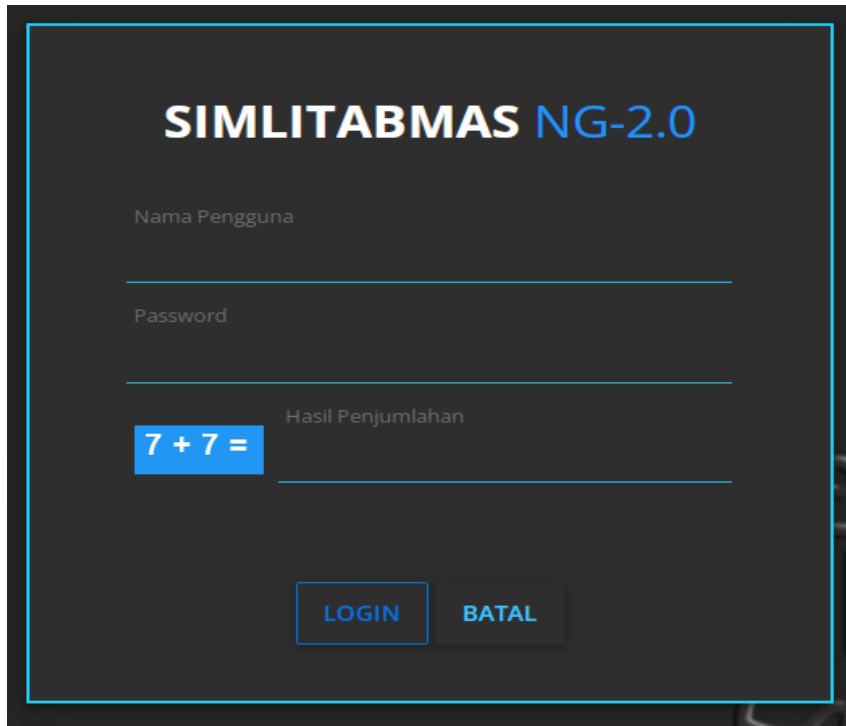 SIMLITABMAS NG-2.0
Nama Pengguna
Password
Hasil Penjumlahan
7 + 7 =
LOGIN BATAL